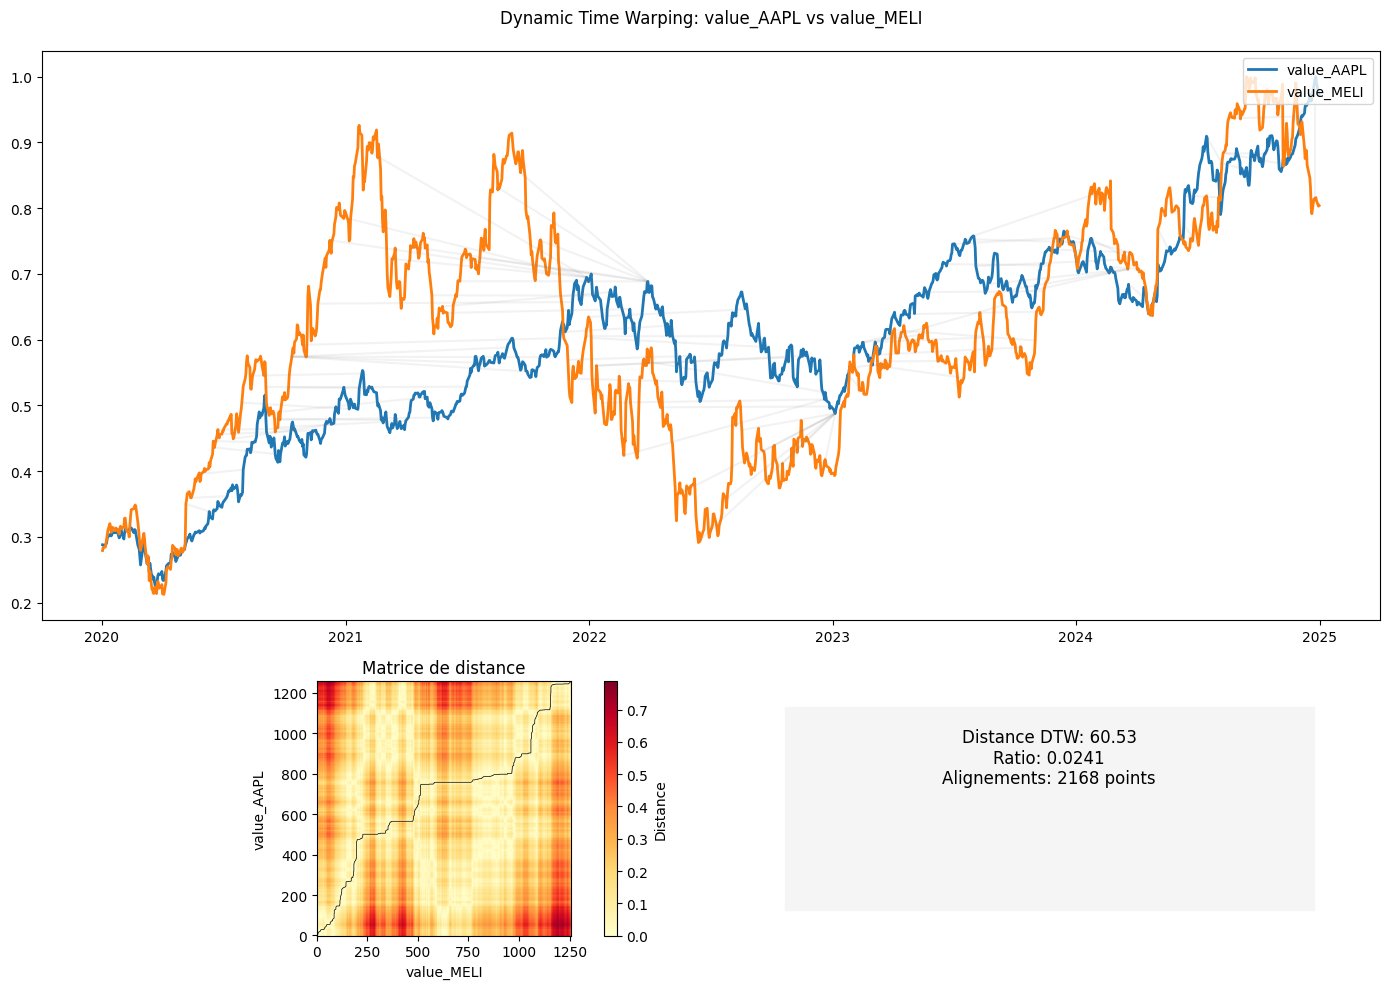 Dynamic Time Warping: value_AAPL vs value_MELI
1.0
0.9
0.8
0.7
0.6
0.5
0.4
0.3
0.2
value_AAPL
value_MELI
2020 2021 2022 2023 2024 2025
Matrice de distance
value_AAPL
1200
1000
800
600
400
200
0
0 250 500 750 1000 1250
value_MELI
0.7
0.6
0.5
0.4
0.3
0.2
0.1
0.0
Distance
Distance DTW: 60.53
Ratio: 0.0241
Alignements: 2168 points